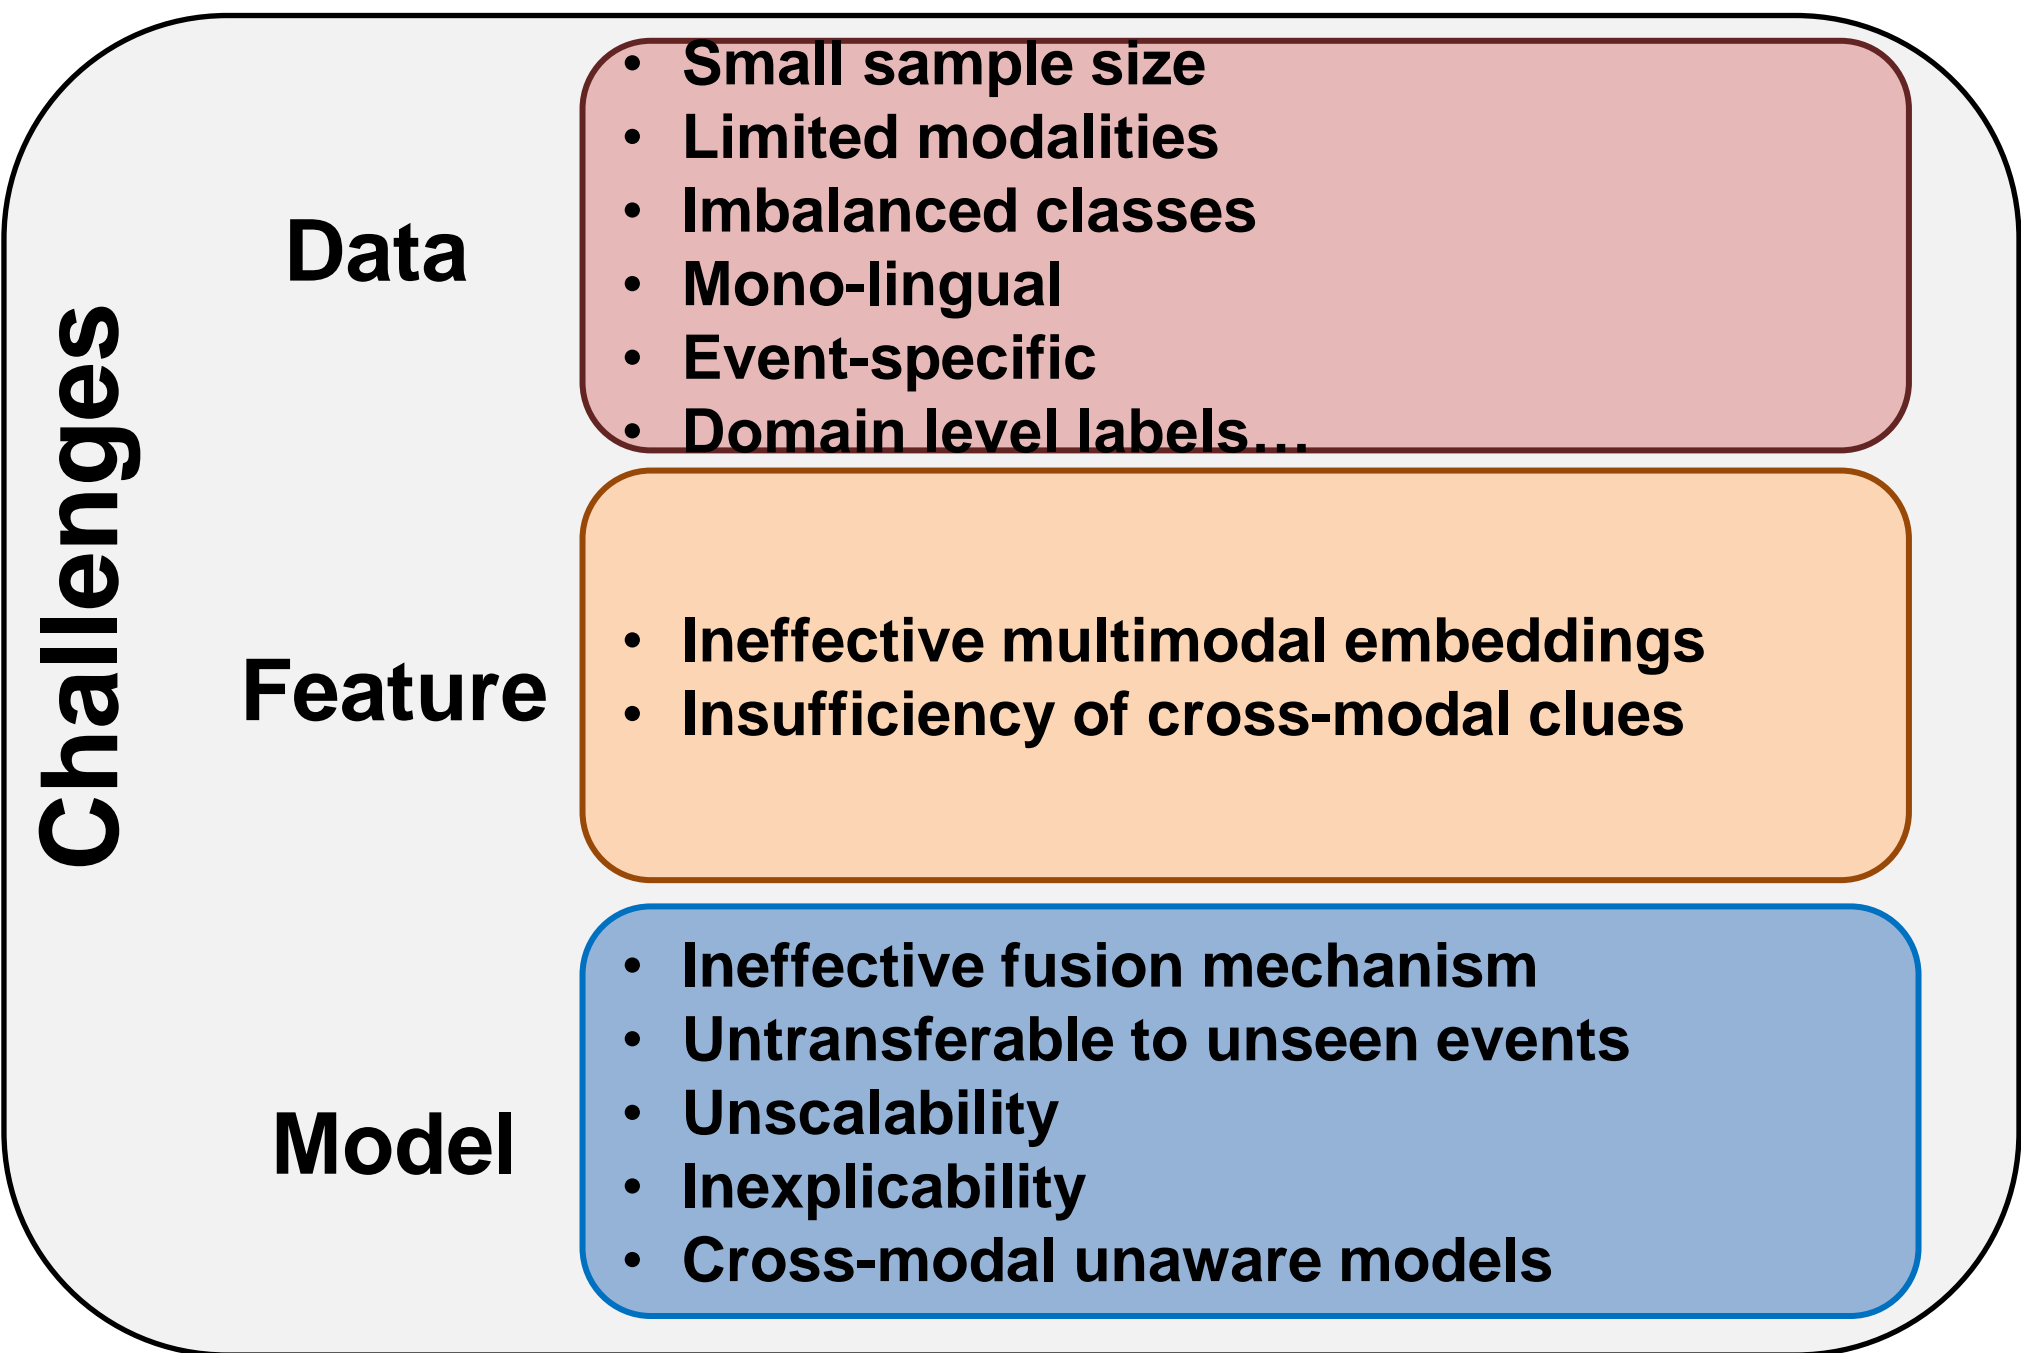 Challenges
Data
• Small sample size
• Limited modalities
• Imbalanced classes
• Mono-lingual
• Event-specific
• Domain level labels…
Feature
• Ineffective multimodal embeddings
• Insufficiency of cross-modal clues
Model
• Ineffective fusion mechanism
• Untransferable to unseen events
• Unscalability
• Inexplicability
• Cross-modal unaware models